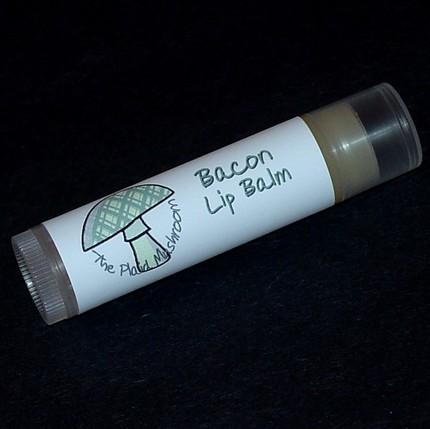 Bacon
Lip Balm
The Plaid Mushroom